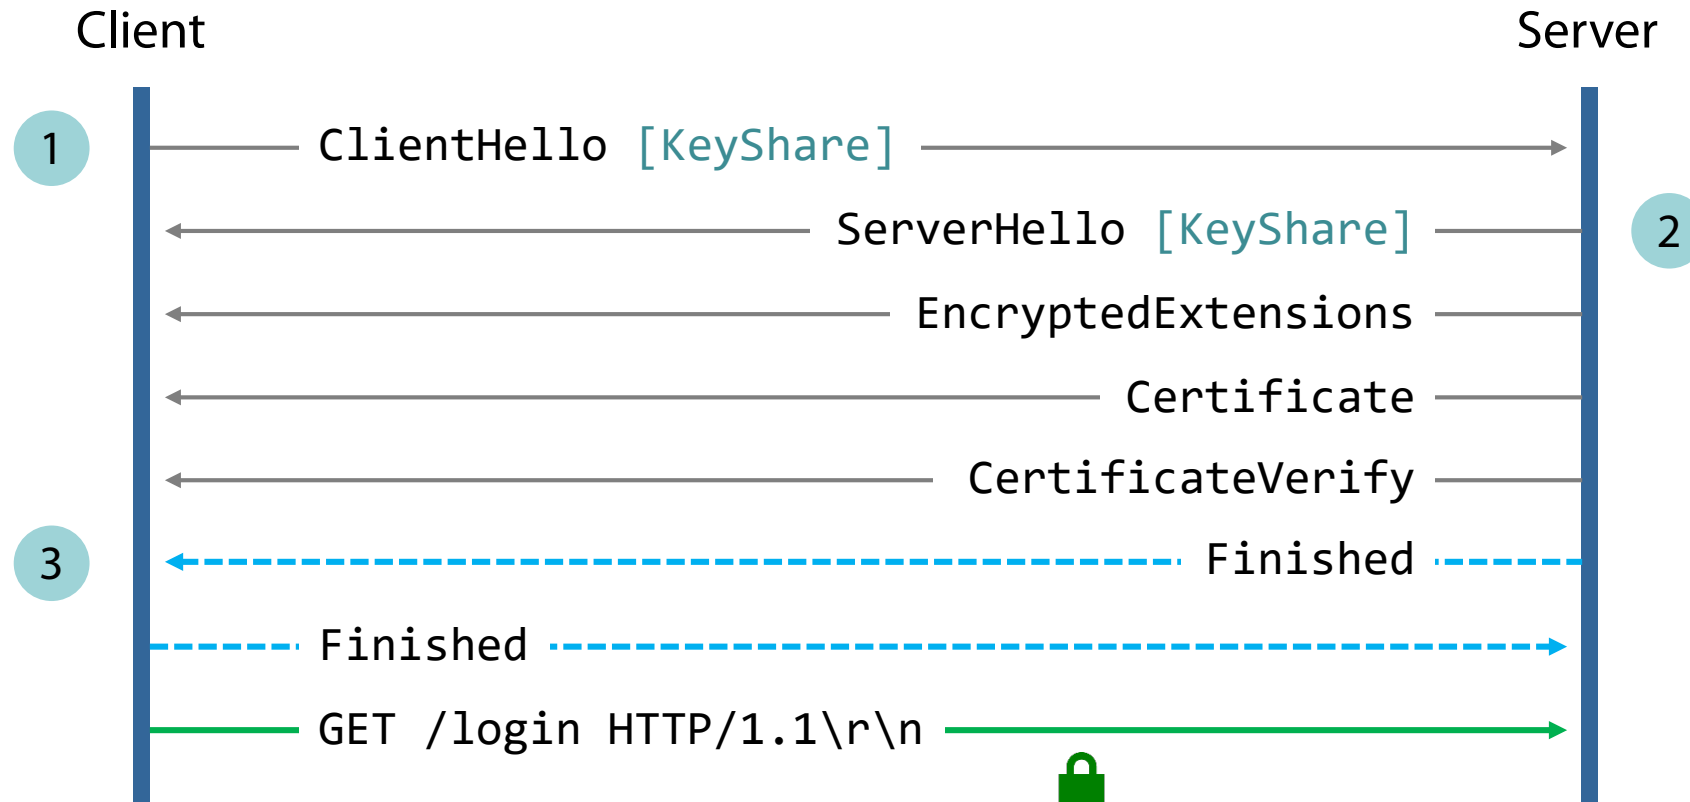 Client Server
1 ClientHello [KeyShare]
ServerHello [KeyShare] 2
EncryptedExtensions
Certificate
CertificateVerify
3 Finished
Finished
GET /login HTTP/1.1\r\n